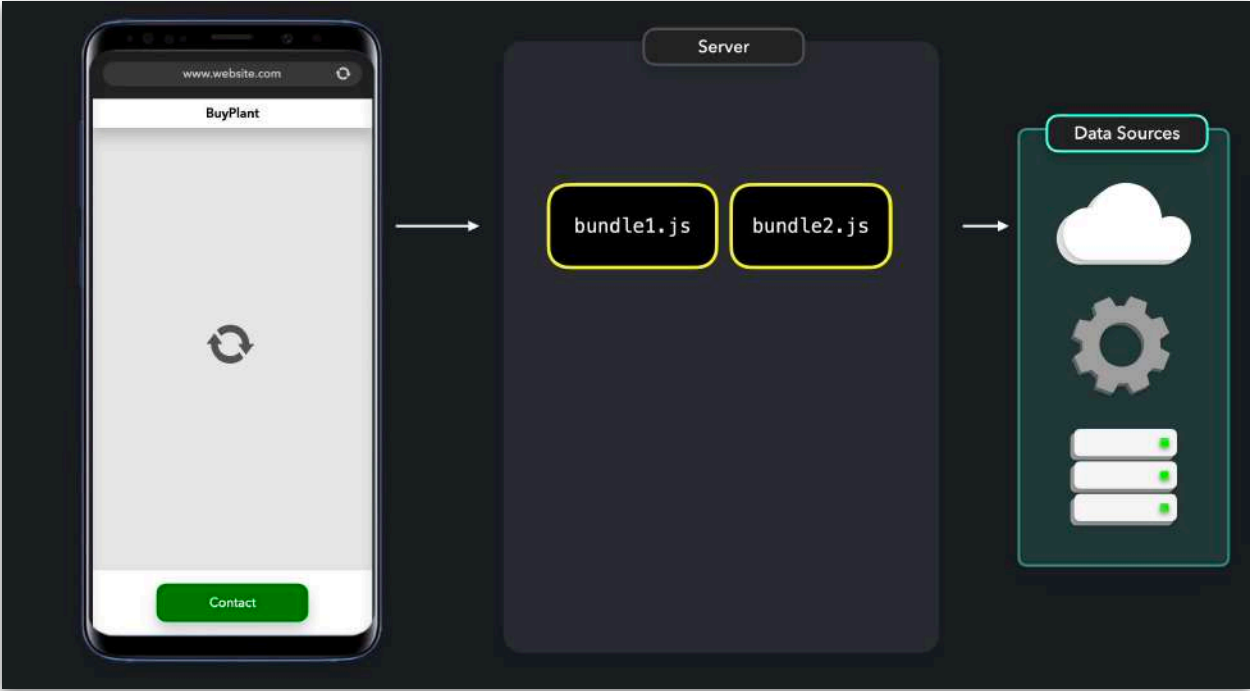 www.website.com
BuyPlant
Contact
Server
bundle1.js
bundle2.js
Data Sources